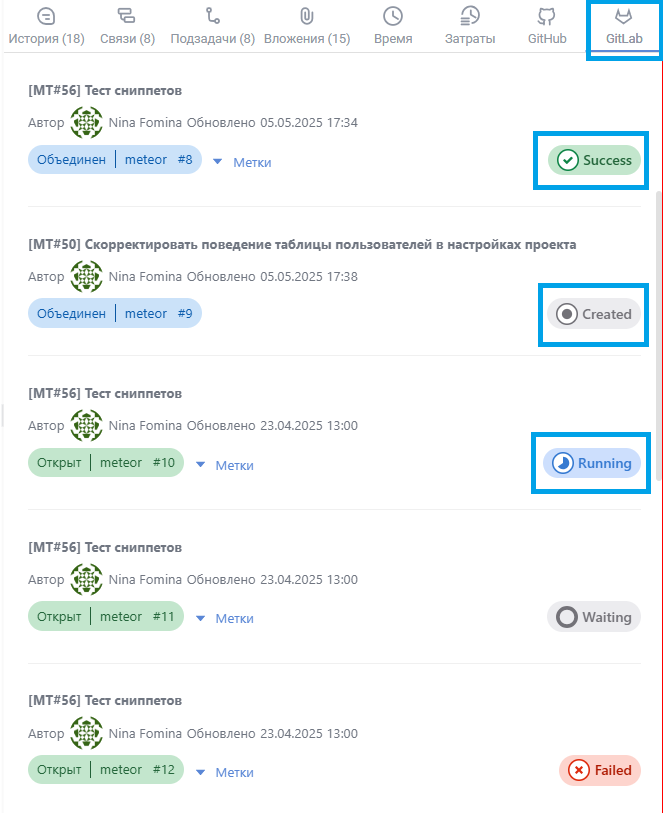 История (18) Связи (8) Подзадачи (8) Вложения (15) Время Затраты GitHub GitLab
[MT#56] Тест сниппетов
Автор Nina Fomina Обновлено 05.05.2025 17:34
Объединен meteor #8 Метки Success
[MT#50] Скорректировать поведение таблицы пользователей в настройках проекта
Автор Nina Fomina Обновлено 05.05.2025 17:38
Объединен meteor #9 Created
[MT#56] Тест сниппетов
Автор Nina Fomina Обновлено 23.04.2025 13:00
Открыт meteor #10 Метки Running
[MT#56] Тест сниппетов
Автор Nina Fomina Обновлено 23.04.2025 13:00
Открыт meteor #11 Метки Waiting
[MT#56] Тест сниппетов
Автор Nina Fomina Обновлено 23.04.2025 13:00
Открыт meteor #12 Метки Failed